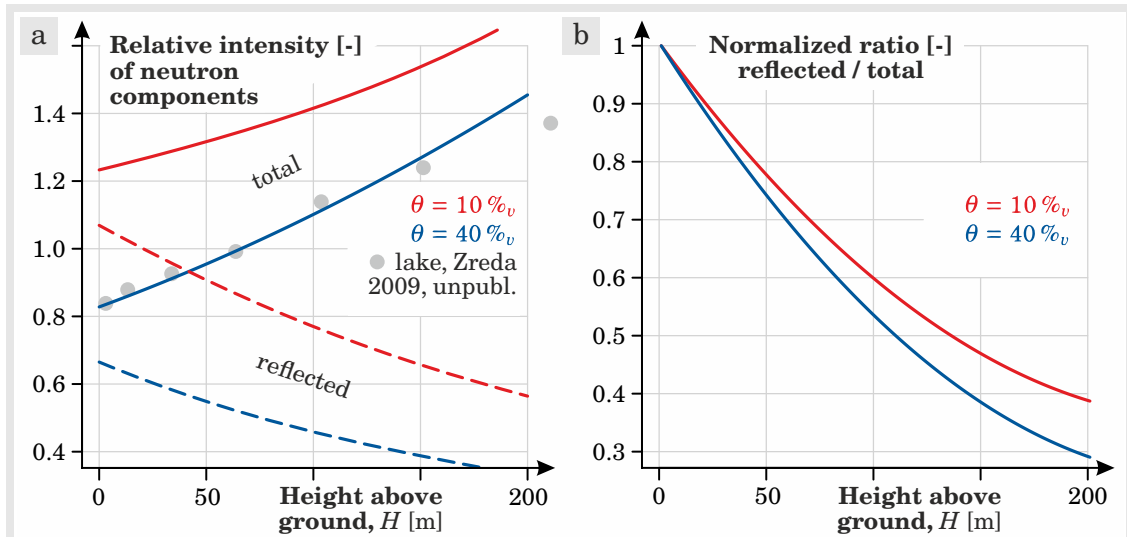 a
Relative intensity [-]
of neutron
components
1.4
1.2
1.0
0.8
0.6
0.4
total
θ = 10 %v
θ = 40 %v
lake, Zreda
2009, unpubl.
reflected
0
50
200
Height above
ground, H [m]
b
Normalized ratio [-]
reflected / total
1
0.9
0.8
0.7
0.6
0.5
0.4
0.3
θ = 10 %v
θ = 40 %v
0
50
200
Height above
ground, H [m]